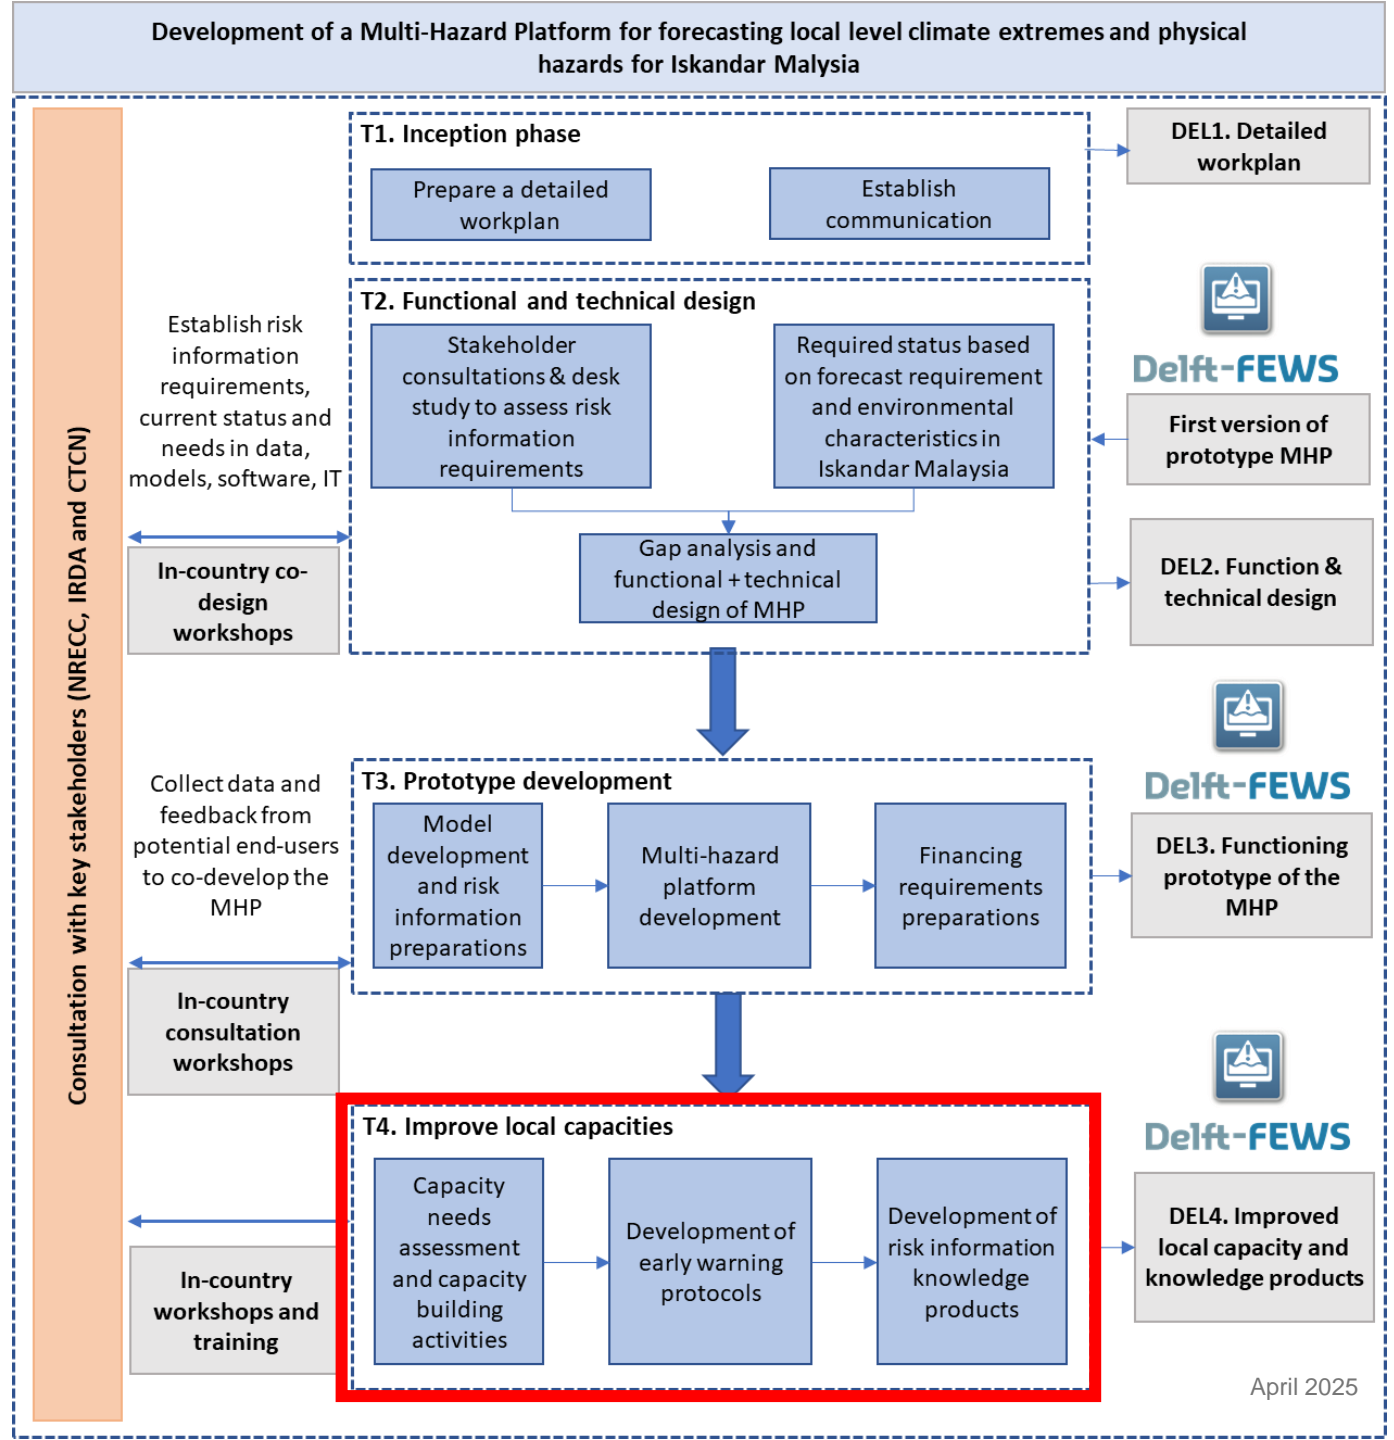 Development of a Multi-Hazard Platform for forecasting local level climate extremes and physical
hazards for Iskandar Malysia
Consultation with key stakeholders (NRECC, IRDA and CTCN)
T1. Inception phase
Prepare a detailed
workplan
Establish
communication
DEL1. Detailed
workplan
Establish risk
information
requirements,
current status and
needs in data,
models, software, IT
In-country co-
design
workshops
T2. Functional and technical design
Stakeholder
consultations & desk
study to assess risk
information
requirements
Required status based
on forecast requirement
and environmental
characteristics in
Iskandar Malaysia
Gap analysis and
functional + technical
design of MHP
Delft-FEWS
First version of
prototype MHP
DEL2. Function &
technical design
Collect data and
feedback from
potential end-users
to co-develop the
MHP
In-country
consultation
workshops
T3. Prototype development
Model
development
and risk
information
preparations
Multi-hazard
platform
development
Financing
requirements
preparations
Delft-FEWS
DEL3. Functioning
prototype of the
MHP
In-country
workshops and
training
T4. Improve local capacities
Capacity
needs
assessment
and capacity
building
activities
Development of
early warning
protocols
Development of
risk information
knowledge
products
Delft-FEWS
DEL4. Improved
local capacity and
knowledge products
April 2025